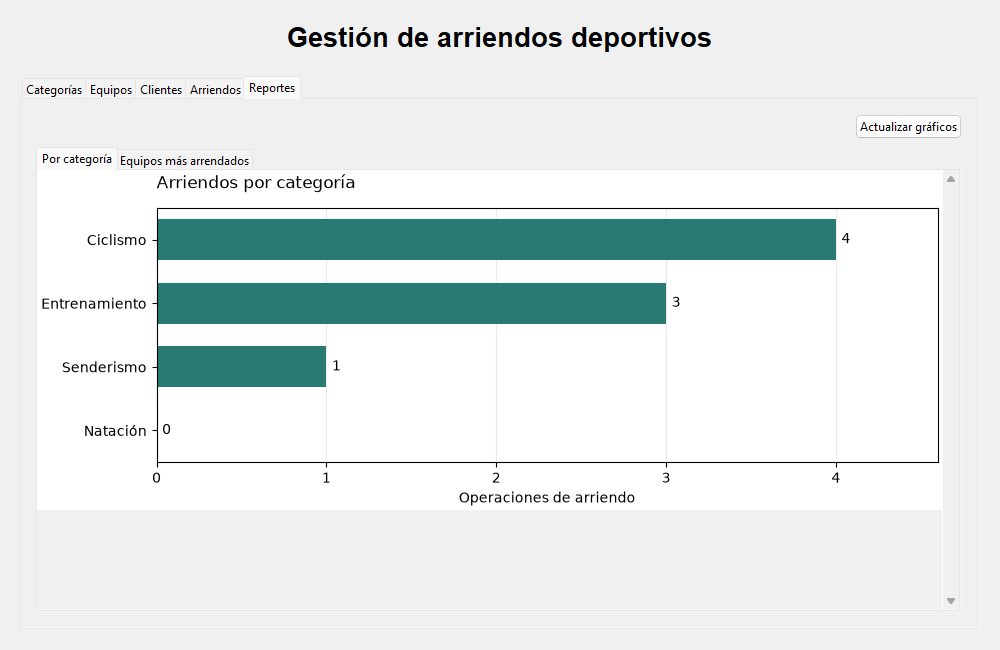 Gestión de arriendos deportivos
Categorías Equipos Clientes Arriendos Reportes
Actualizar gráficos
Por categoría Equipos más arrendados
Arriendos por categoría
Ciclismo 4
Entrenamiento 3
Senderismo 1
Natación 0
0 1 2 3 4
Operaciones de arriendo